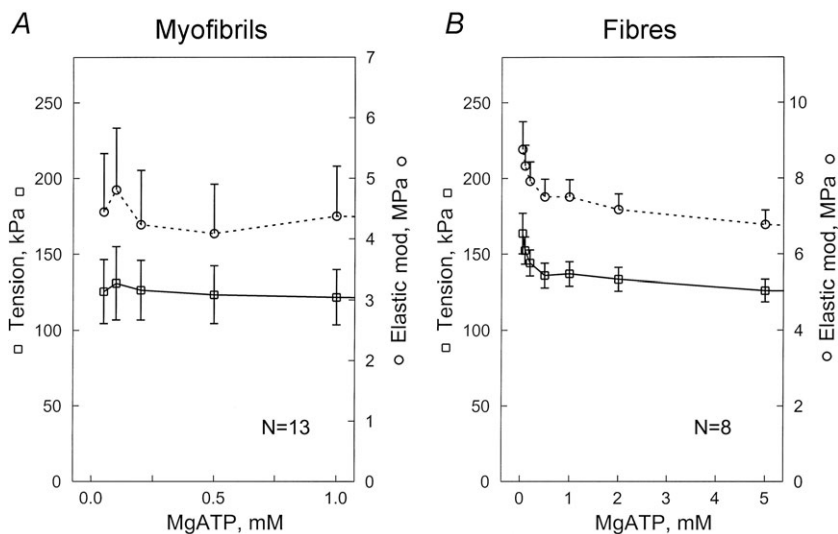 A
Myofibrils
□ Tension, kPa □
250
200
150
100
50
0
7
6
5
4
3
2
1
0
○ Elastic mod, MPa ○
N=13
0.0
0.5
1.0
MgATP, mM
B
Fibres
□ Tension, kPa □
250
200
150
100
50
0
10
8
6
4
2
0
○ Elastic mod, MPa ○
N=8
0
1
2
3
4
5
MgATP, mM